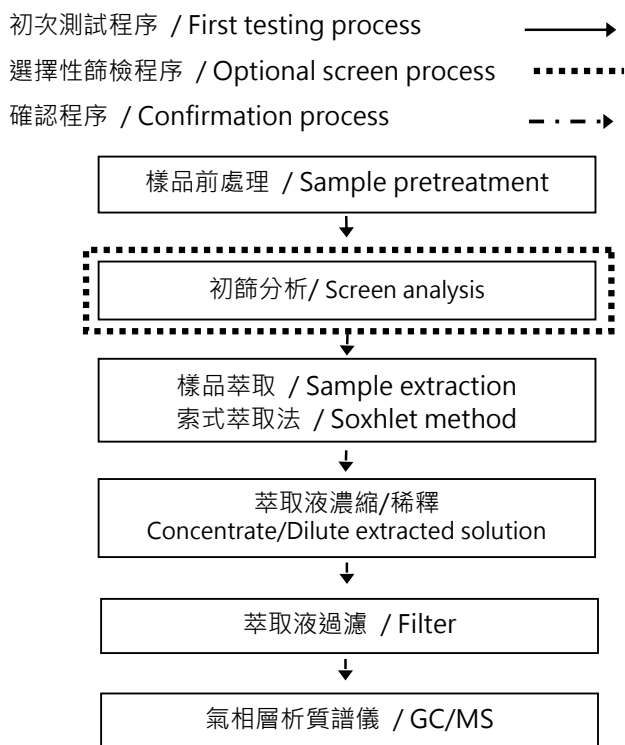 初次測試程序 / First testing process
選擇性篩檢程序 / Optional screen process
確認程序 / Confirmation process
樣品前處理 / Sample pretreatment
初篩分析/ Screen analysis
樣品萃取 / Sample extraction
索式萃取法 / Soxhlet method
萃取液濃縮/稀釋
Concentrate/Dilute extracted solution
萃取液過濾 / Filter
氣相層析質譜儀 / GC/MS